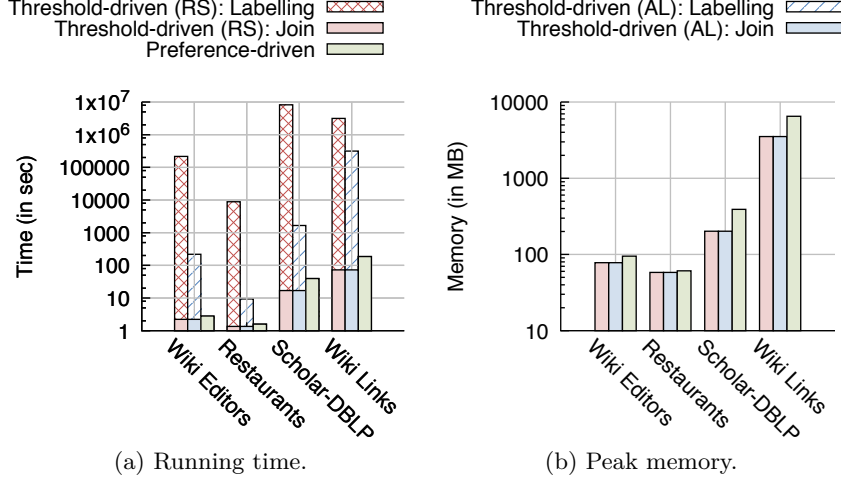 Threshold-driven (RS): Labelling
Threshold-driven (RS): Join
Preference-driven
Threshold-driven (AL): Labelling
Threshold-driven (AL): Join
Time (in sec)
1x10^7
1x10^6
100000
10000
1000
100
10
1
Wiki Editors
Restaurants
Scholar-DBLP
Wiki Links
(a) Running time.
Memory (in MB)
10000
1000
100
10
Wiki Editors
Restaurants
Scholar-DBLP
Wiki Links
(b) Peak memory.